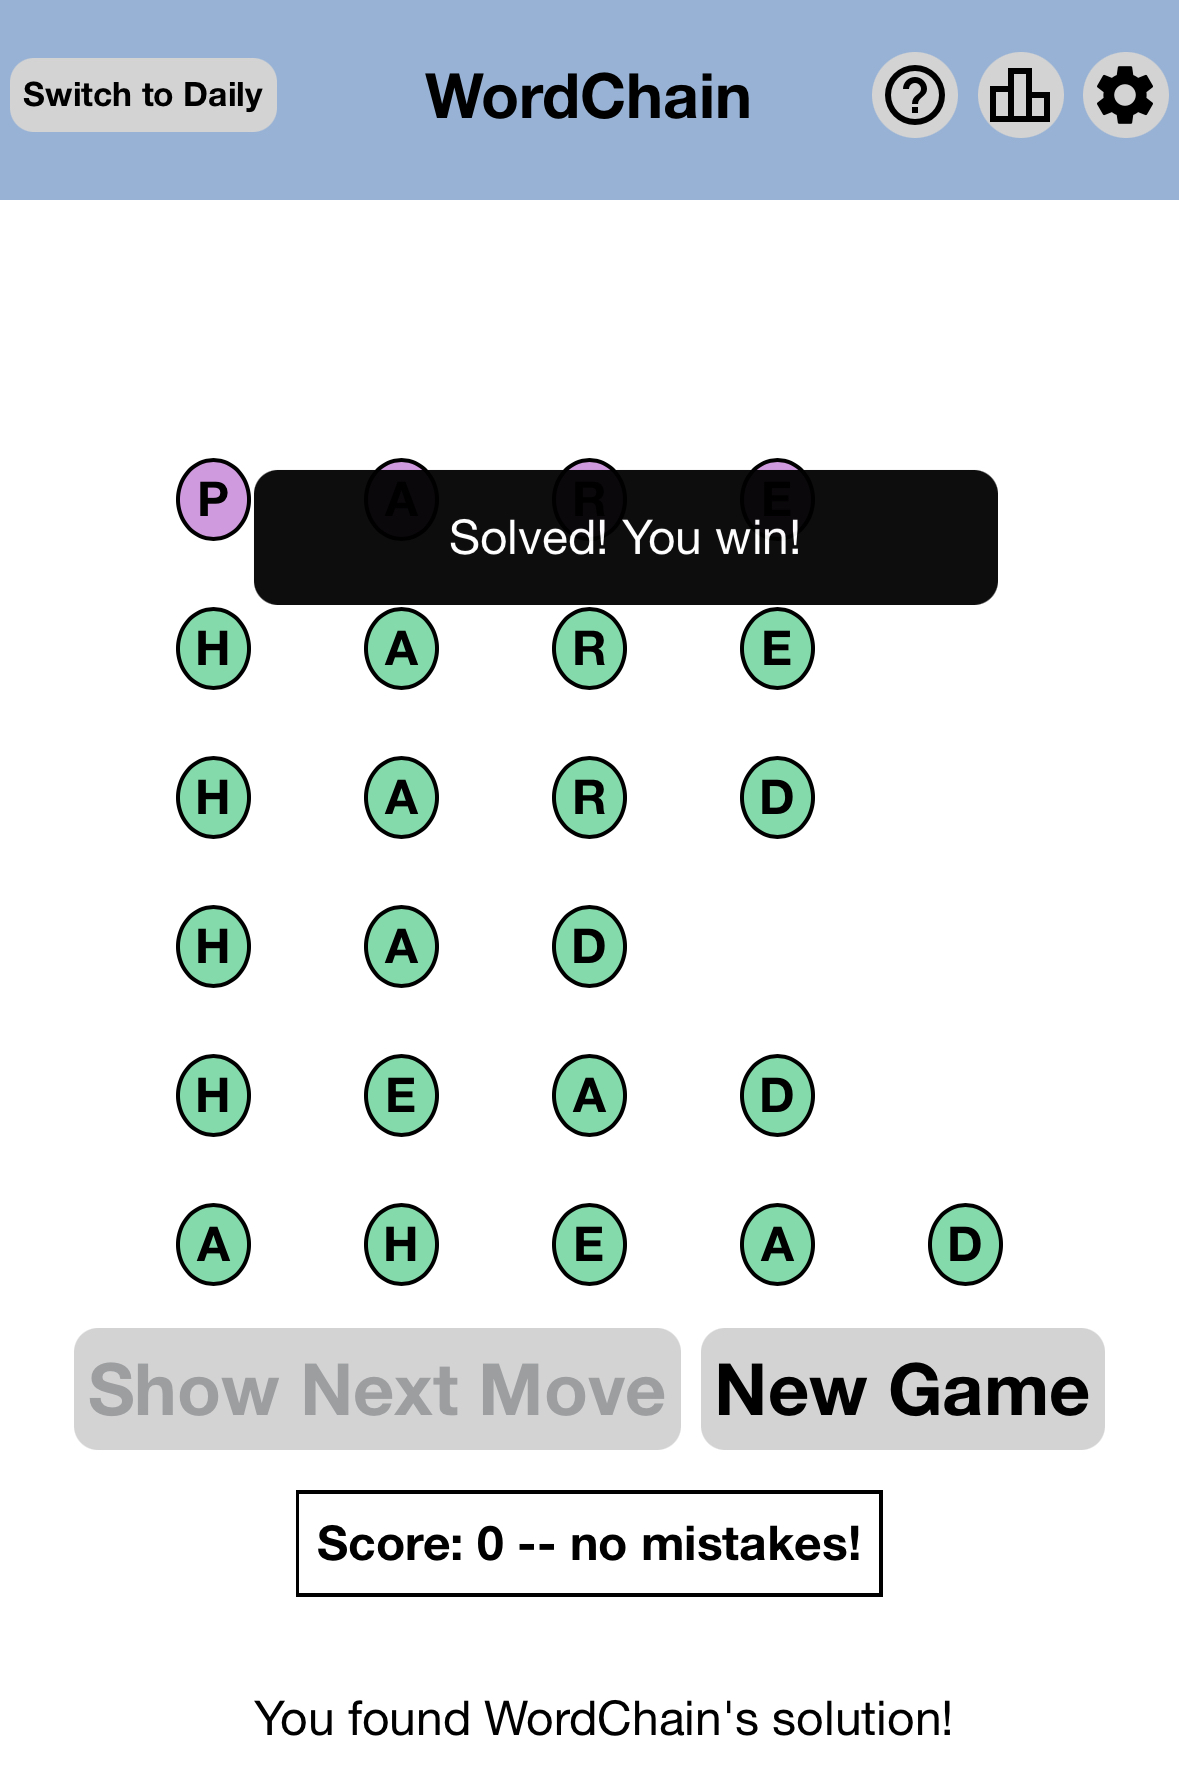 Switch to Daily
WordChain
P A R E
Solved! You win!
H A R E
H A R D
H A D
H E A D
A H E A D
Show Next Move
New Game
Score: 0 -- no mistakes!
You found WordChain's solution!